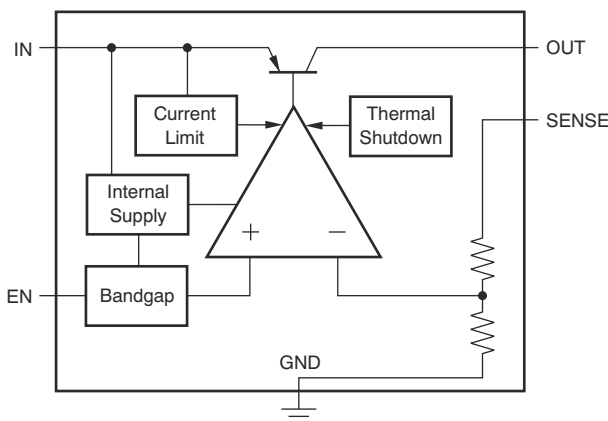 IN
OUT
Current
Limit
Thermal
Shutdown
SENSE
Internal
Supply
+
−
EN
Bandgap
GND